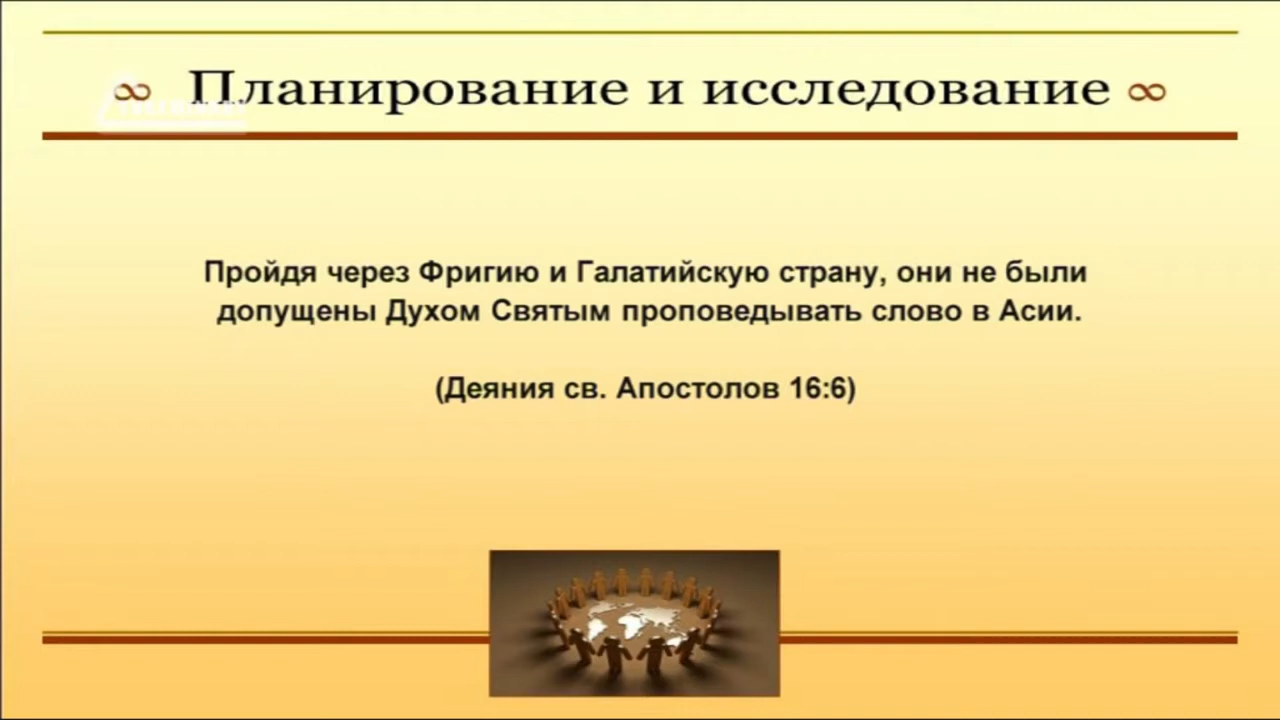 ∞ Планирование и исследование ∞
Пройдя через Фригию и Галатийскую страну, они не были
допущены Духом Святым проповедывать слово в Асии.
(Деяния св. Апостолов 16:6)